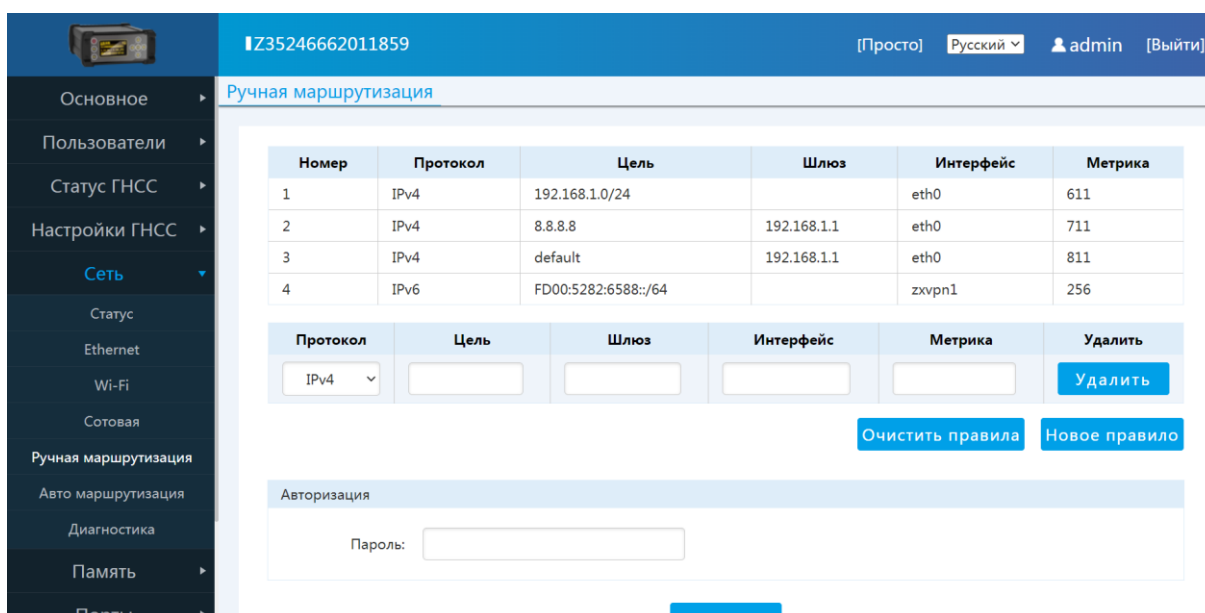 Z35246662011859 [Просто] Русский admin [Выйти]
Ручная маршрутизация
Основное
Пользователи
Статус ГНСС
Настройки ГНСС
Сеть
Статус
Ethernet
Wi-Fi
Сотовая
Ручная маршрутизация
Авто маршрутизация
Диагностика
Память
Номер Протокол Цель Шлюз Интерфейс Метрика
1 IPv4 192.168.1.0/24 eth0 611
2 IPv4 8.8.8.8 192.168.1.1 eth0 711
3 IPv4 default 192.168.1.1 eth0 811
4 IPv6 FD00:5282:6588::/64 zxvpn1 256
Протокол Цель Шлюз Интерфейс Метрика Удалить
IPv4 Удалить
Очистить правила Новое правило
Авторизация
Пароль: